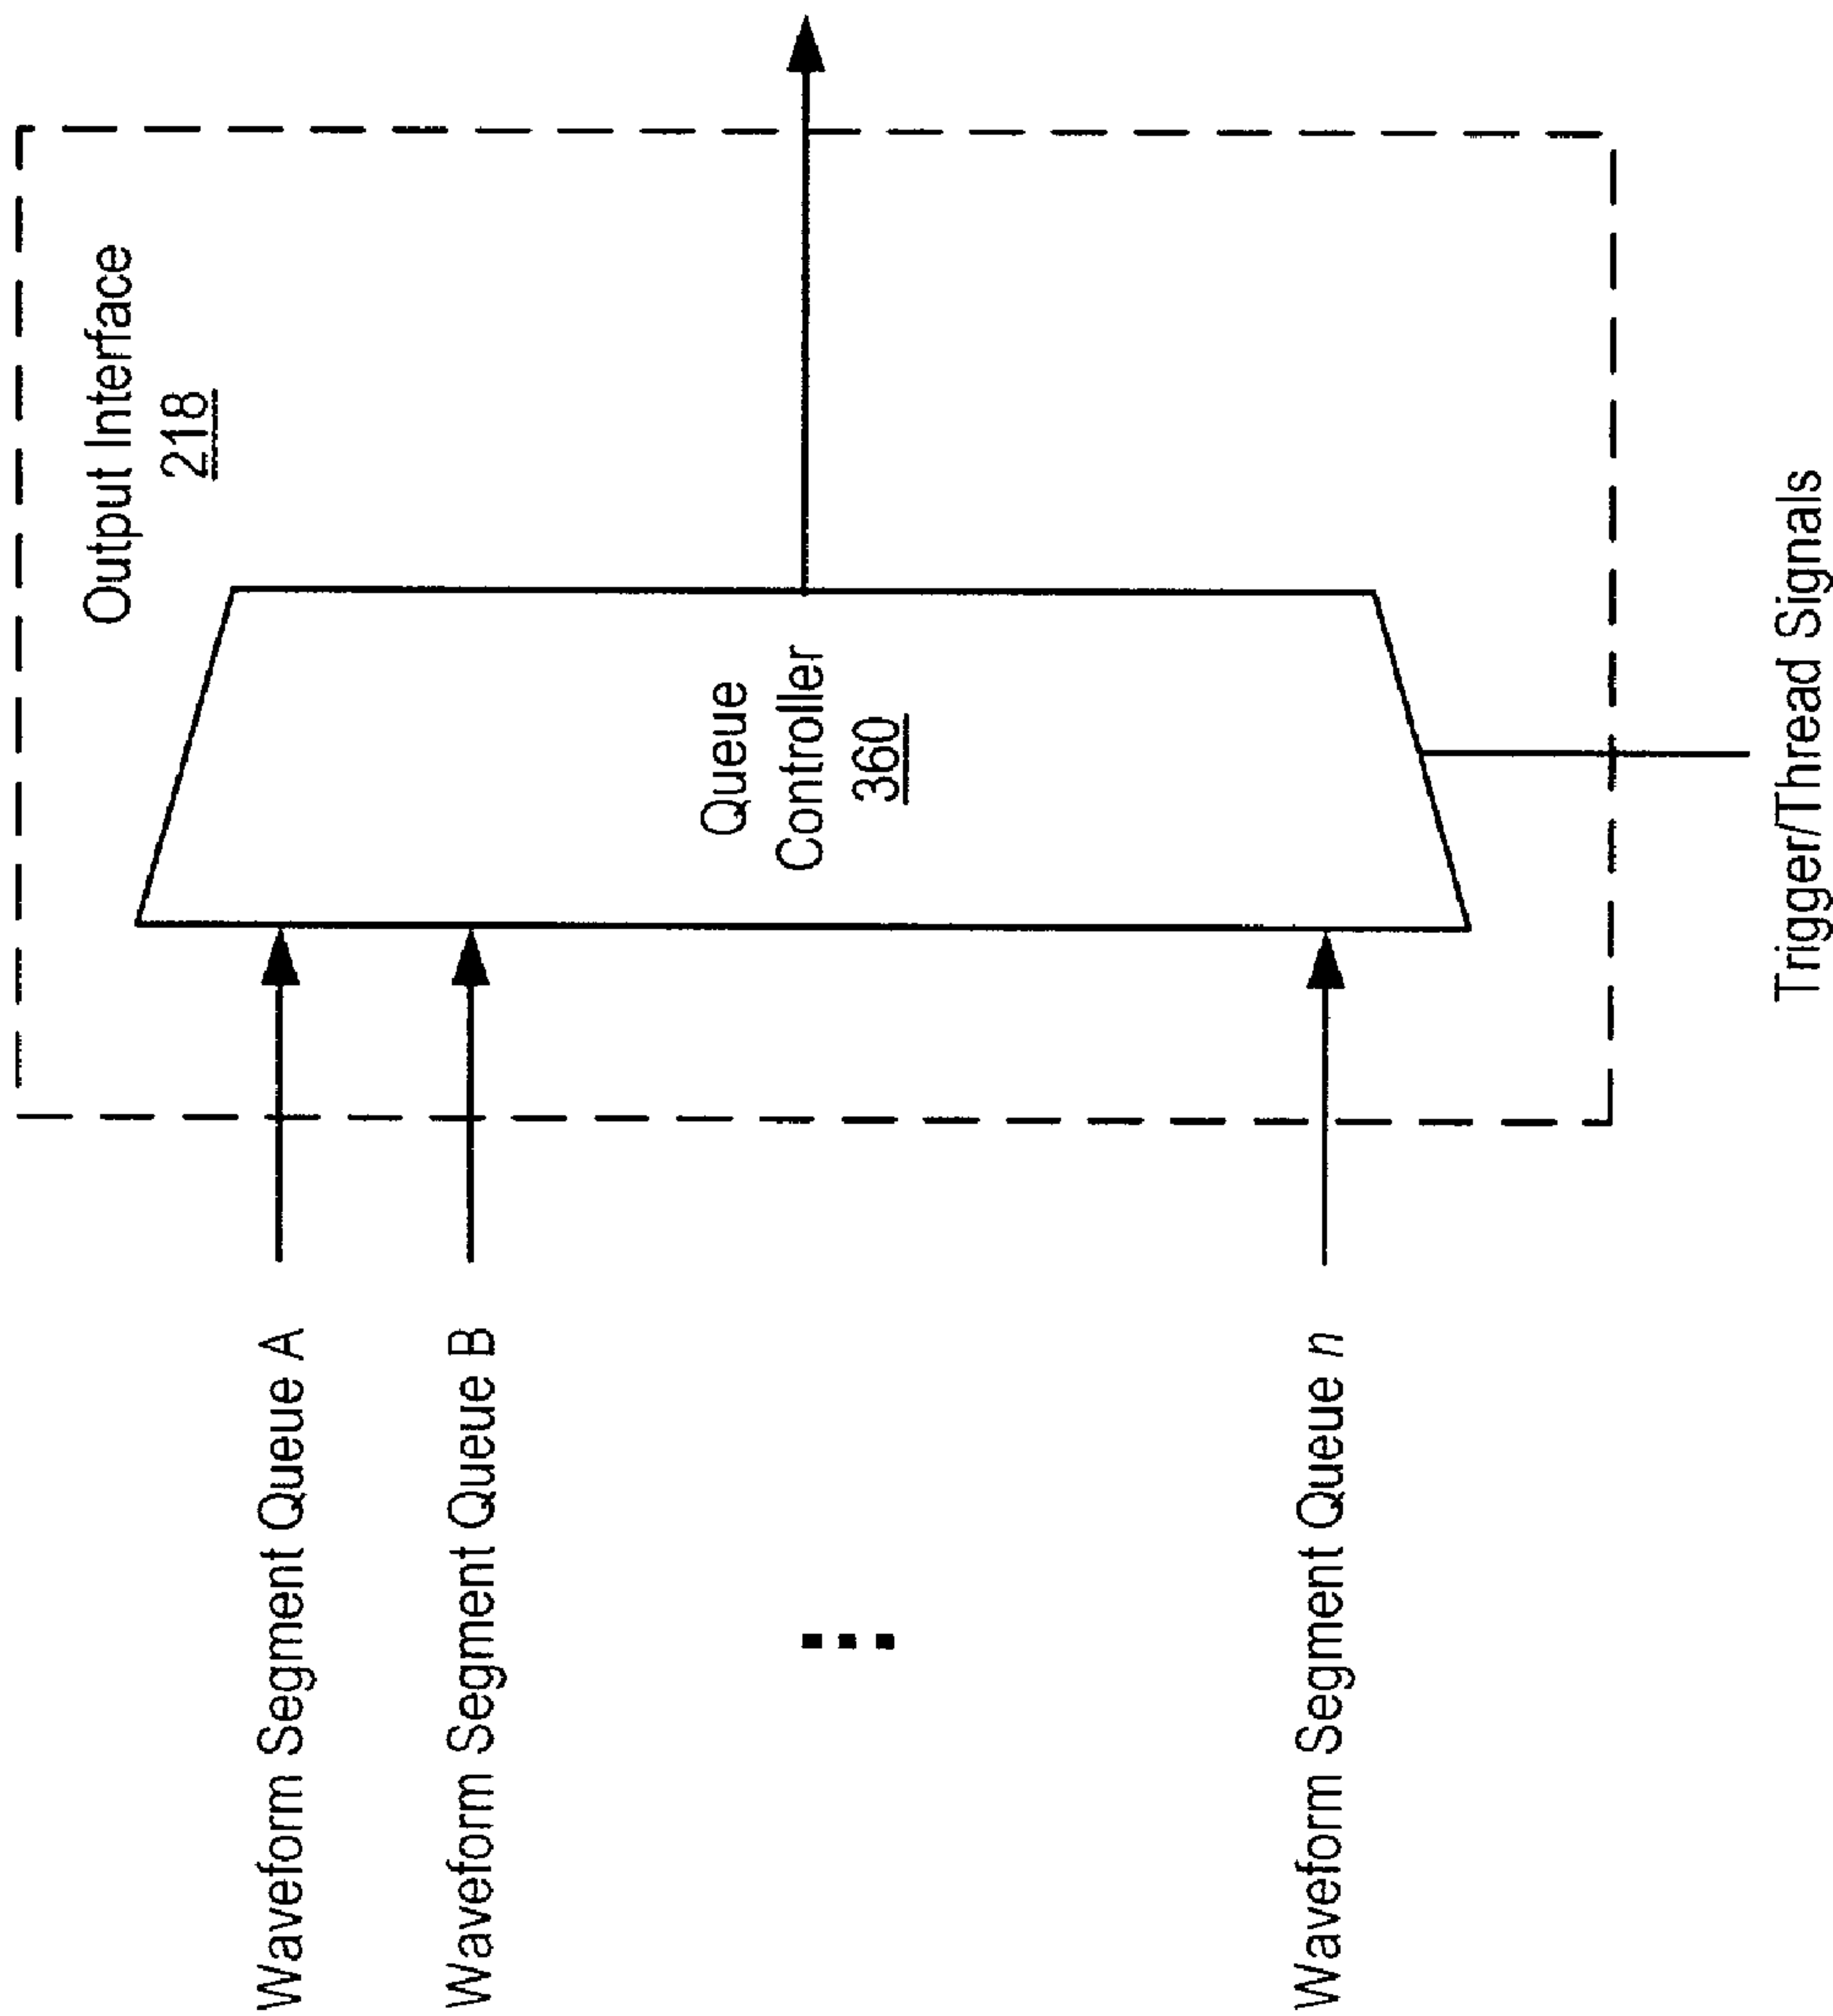 Waveform Segment Queue A
Waveform Segment Queue B
Waveform Segment Queue n
Output Interface
218
Queue
Controller
360
Trigger/Thread Signals